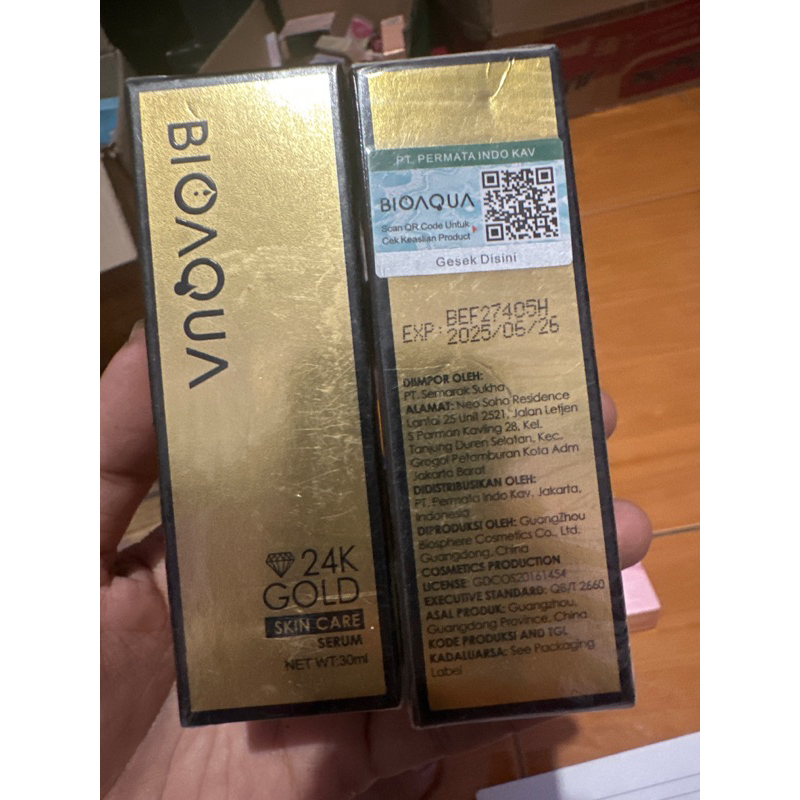 BIOAQUA
24K
GOLD
SKIN CARE
SERUM
NET WT:30ml
PT. PERMATA INDO KAV
BIOAQUA
Scan QR Code Untuk
Cek Keaslian Product
Gesek Disini
BEF27405H
EXP: 2025/06/26
DIIMPOR OLEH:
PT. Semarak Sukha
ALAMAT: Neo Soho Residence
Lantai 25 Unit 2521, Jalan Letjen
S Parman Kavling 28, Kel.
Tanjung Duren Selatan, Kec.
Grogol Petamburan Kota Adm
Jakarta Barat
DIDISTRIBUSIKAN OLEH:
PT. Permata Indo Kav, Jakarta,
Indonesia
DIPRODUKSI OLEH: GuangZhou
Biosphere Cosmetics Co., Ltd.
Guangdong, China
COSMETICS PRODUCTION
LICENSE: GDCOS20161454
EXECUTIVE STANDARD: QB/T 2660
ASAL PRODUK: Guangzhou,
Guangdong Province, China
KODE PRODUKSI AND TGL
KADALUARSA: See Packaging
Label